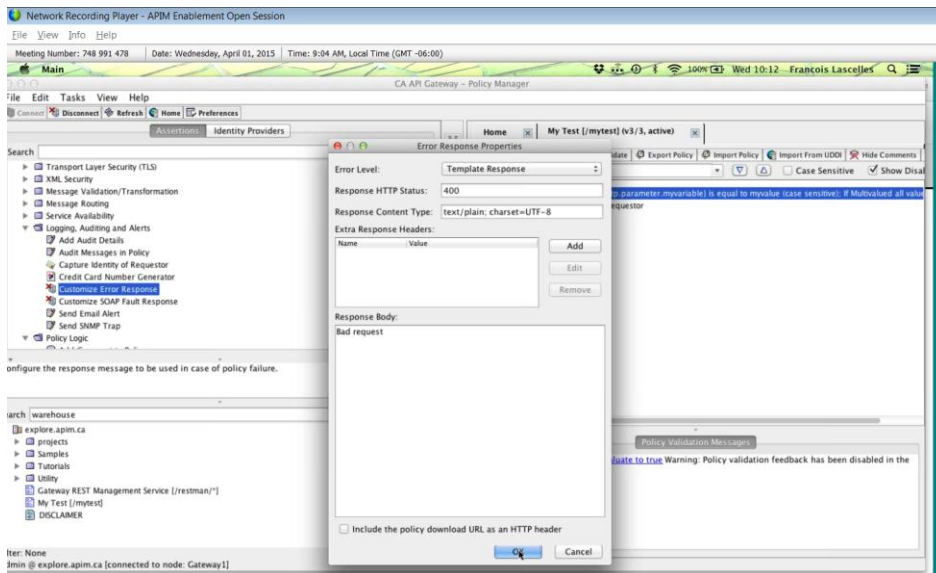 Network Recording Player - APIM Enablement Open Session
File View Info Help
Meeting Number: 748 991 478 Date: Wednesday, April 01, 2015 Time: 9:04 AM, Local Time (GMT -06:00)
Main 100% Wed 10:12 Francois Lascelles
CA API Gateway - Policy Manager
File Edit Tasks View Help
Connect Disconnect Refresh Home Preferences
Assertions Identity Providers
Home My Test [/mytest] (v3/3, active)
Search
idate Export Policy Import Policy Import From UDDI Hide Comments
Case Sensitive Show Disal
Transport Layer Security (TLS)
XML Security
Message Validation/Transformation
Message Routing
Service Availability
Logging, Auditing and Alerts
Add Audit Details
Audit Messages in Policy
Capture Identity of Requestor
Credit Card Number Generator
Customize Error Response
Customize SOAP Fault Response
Send Email Alert
Send SNMP Trap
Policy Logic
onfigure the response message to be used in case of policy failure.
earch warehouse
explore.apim.ca
projects
Samples
Tutorials
Utility
Gateway REST Management Service [/restman/*]
My Test [/mytest]
DISCLAIMER
lter: None
dmin @ explore.apim.ca [connected to node: Gateway1]
Error Response Properties
Error Level: Template Response
Response HTTP Status: 400
Response Content Type: text/plain; charset=UTF-8
Extra Response Headers:
Name Value
Add
Edit
Remove
Response Body:
Bad request
Include the policy download URL as an HTTP header
OK Cancel
p.parameter.myvariable) is equal to myvalue (case sensitive); If Multivalued all value
equestor
Policy Validation Messages
luate to true Warning: Policy validation feedback has been disabled in the